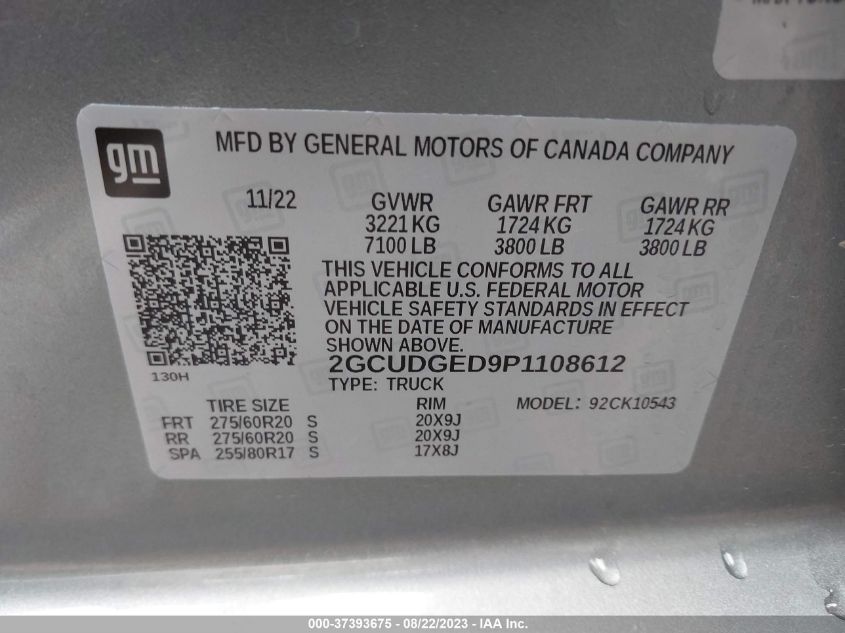 gm
MFD BY GENERAL MOTORS OF CANADA COMPANY
11/22 GVWR GAWR FRT GAWR RR
3221 KG 1724 KG 1724 KG
7100 LB 3800 LB 3800 LB
THIS VEHICLE CONFORMS TO ALL
APPLICABLE U.S. FEDERAL MOTOR
VEHICLE SAFETY STANDARDS IN EFFECT
ON THE DATE OF MANUFACTURE
SHOWN ABOVE.
2GCUDGED9P1108612
130H
TYPE: TRUCK
TIRE SIZE RIM MODEL: 92CK10543
FRT 275/60R20 S 20X9J
RR 275/60R20 S 20X9J
SPA 255/80R17 S 17X8J
000-37393675 - 08/22/2023 - IAA Inc.